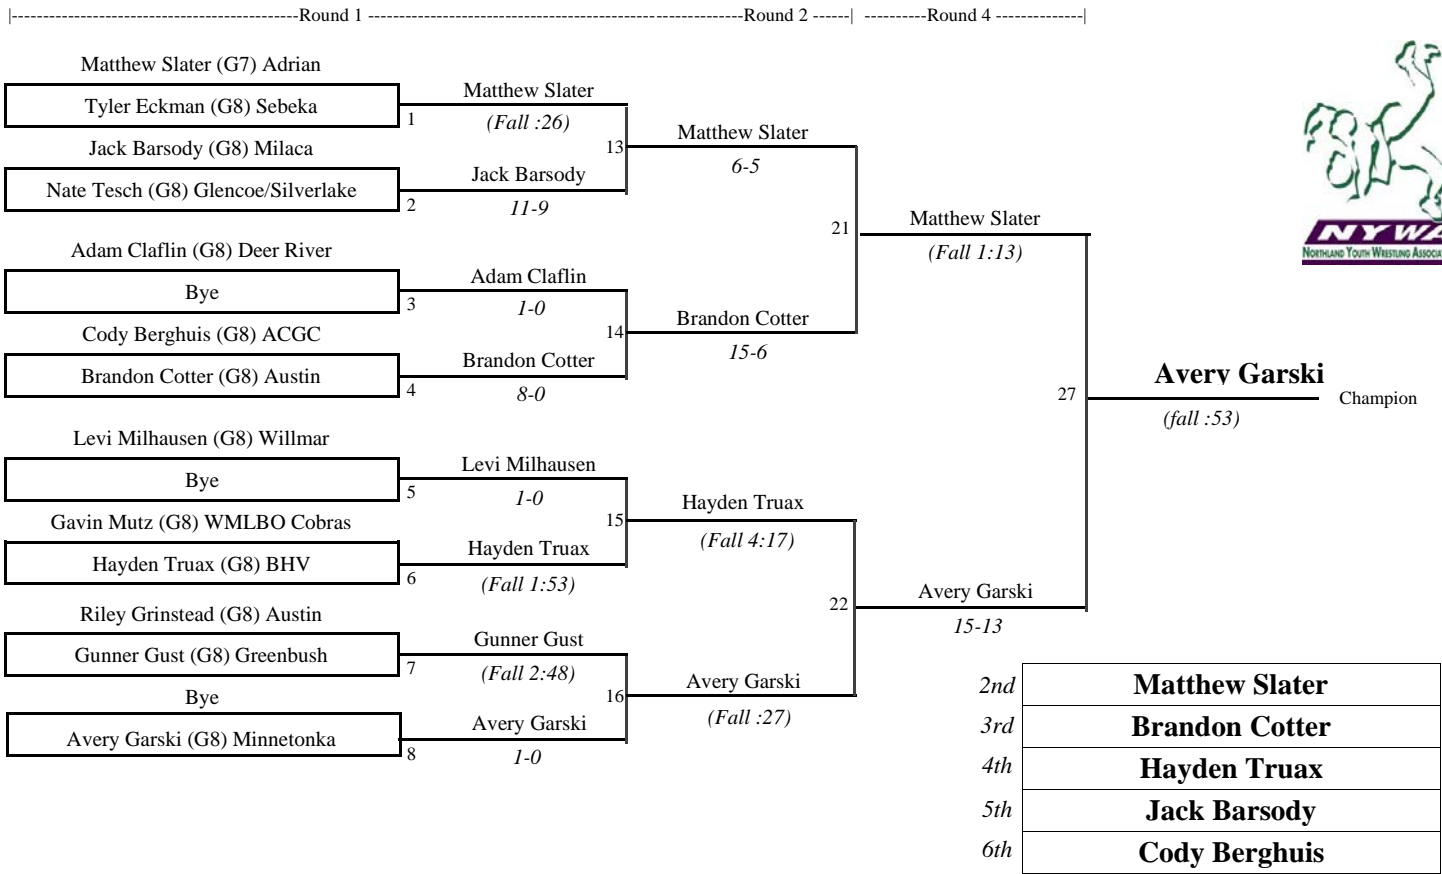 |----------------------------------------------Round 1 ------------------------------------------------------------Round 2 ------| ----------Round 4 --------------|
Matthew Slater (G7) Adrian
Tyler Eckman (G8) Sebeka
1
Matthew Slater
(Fall :26)
Jack Barsody (G8) Milaca
Nate Tesch (G8) Glencoe/Silverlake
2
Jack Barsody
11-9
13
Matthew Slater
6-5
Adam Claflin (G8) Deer River
Bye
3
Adam Claflin
1-0
Cody Berghuis (G8) ACGC
Brandon Cotter (G8) Austin
4
Brandon Cotter
8-0
14
Brandon Cotter
15-6
21
Matthew Slater
(Fall 1:13)
Levi Milhausen (G8) Willmar
Bye
5
Levi Milhausen
1-0
Gavin Mutz (G8) WMLBO Cobras
Hayden Truax (G8) BHV
6
Hayden Truax
(Fall 1:53)
15
Hayden Truax
(Fall 4:17)
Riley Grinstead (G8) Austin
Gunner Gust (G8) Greenbush
7
Gunner Gust
(Fall 2:48)
Bye
Avery Garski (G8) Minnetonka
8
Avery Garski
1-0
16
Avery Garski
(Fall :27)
22
Avery Garski
15-13
27
Avery Garski
(fall :53)
Champion
NYWA
NORTHLAND YOUTH WRESTLING
2nd Matthew Slater
3rd Brandon Cotter
4th Hayden Truax
5th Jack Barsody
6th Cody Berghuis